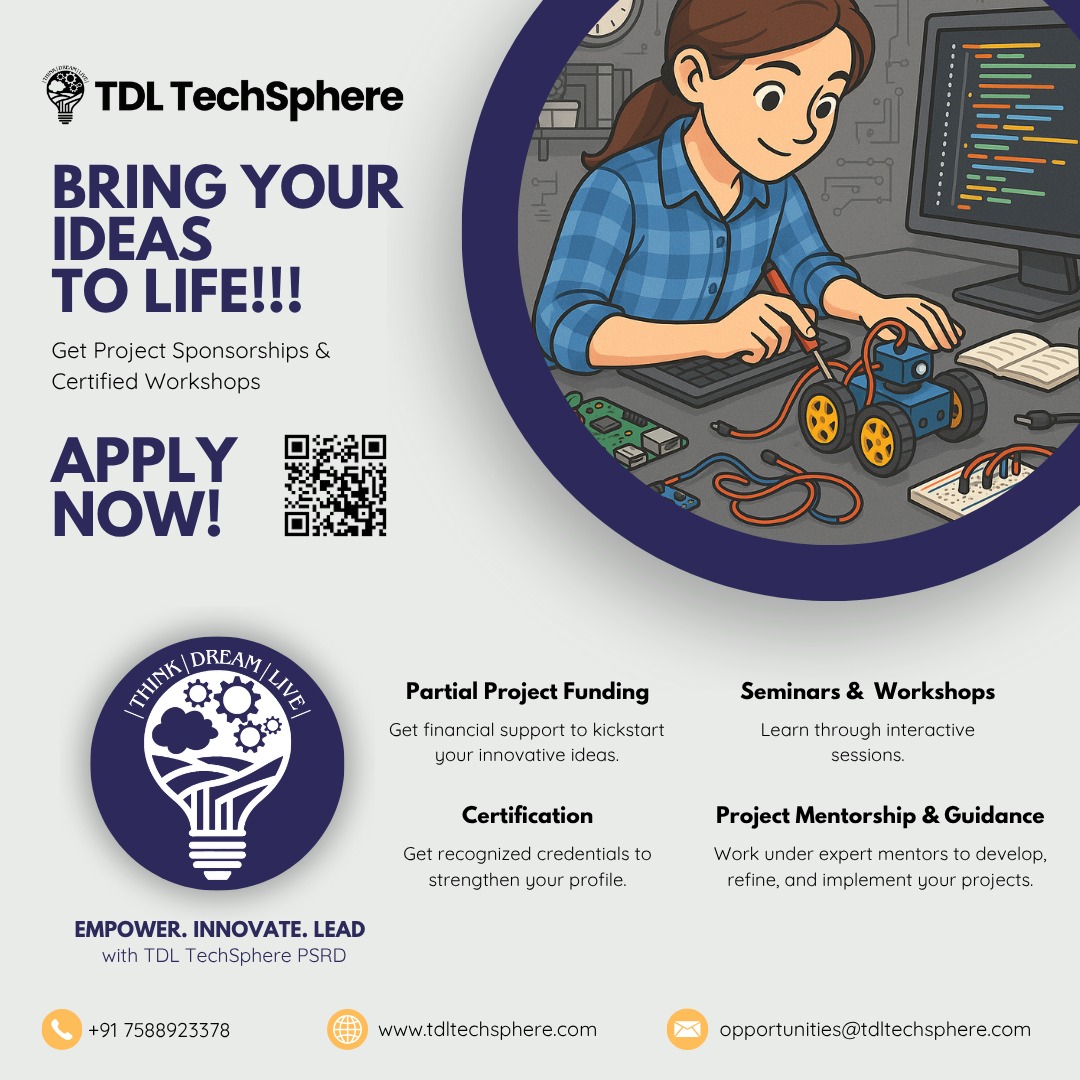 THINK|DREAM|LIVE|
TDL TechSphere
BRING YOUR
IDEAS
TO LIFE!!!
Get Project Sponsorships &
Certified Workshops
APPLY
NOW!
|THINK|DREAM|LIVE|
EMPOWER. INNOVATE. LEAD
with TDL TechSphere PSRD
Partial Project Funding
Get financial support to kickstart
your innovative ideas.
Seminars & Workshops
Learn through interactive
sessions.
Certification
Get recognized credentials to
strengthen your profile.
Project Mentorship & Guidance
Work under expert mentors to develop,
refine, and implement your projects.
+91 7588923378
www.tdltechsphere.com
opportunities@tdltechsphere.com